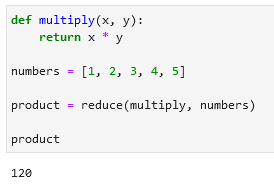 def multiply(x, y):
    return x * y
numbers = [1, 2, 3, 4, 5]
product = reduce(multiply, numbers)
product
120